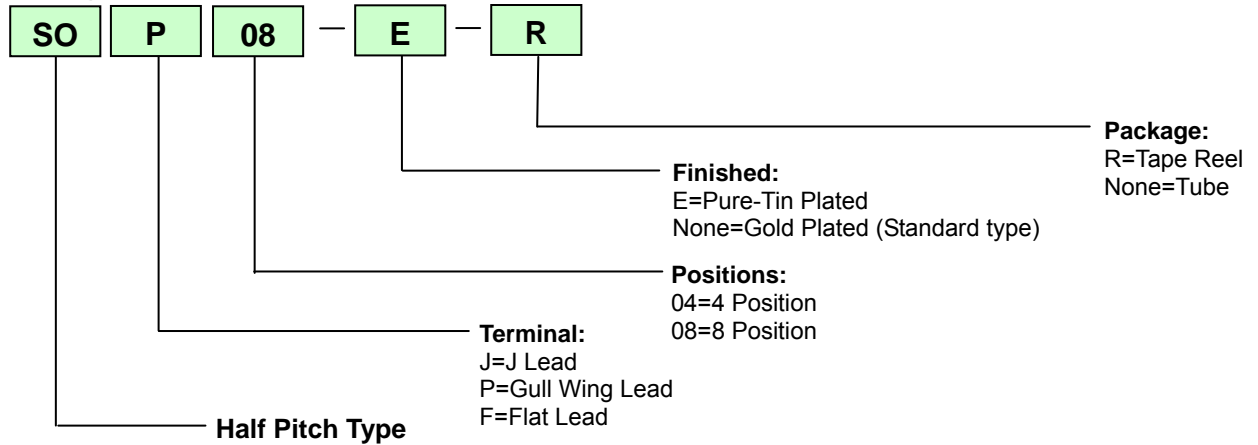 SO P 08 – E – R
Package:
R=Tape Reel
None=Tube
Finished:
E=Pure-Tin Plated
None=Gold Plated (Standard type)
Positions:
04=4 Position
08=8 Position
Terminal:
J=J Lead
P=Gull Wing Lead
F=Flat Lead
Half Pitch Type